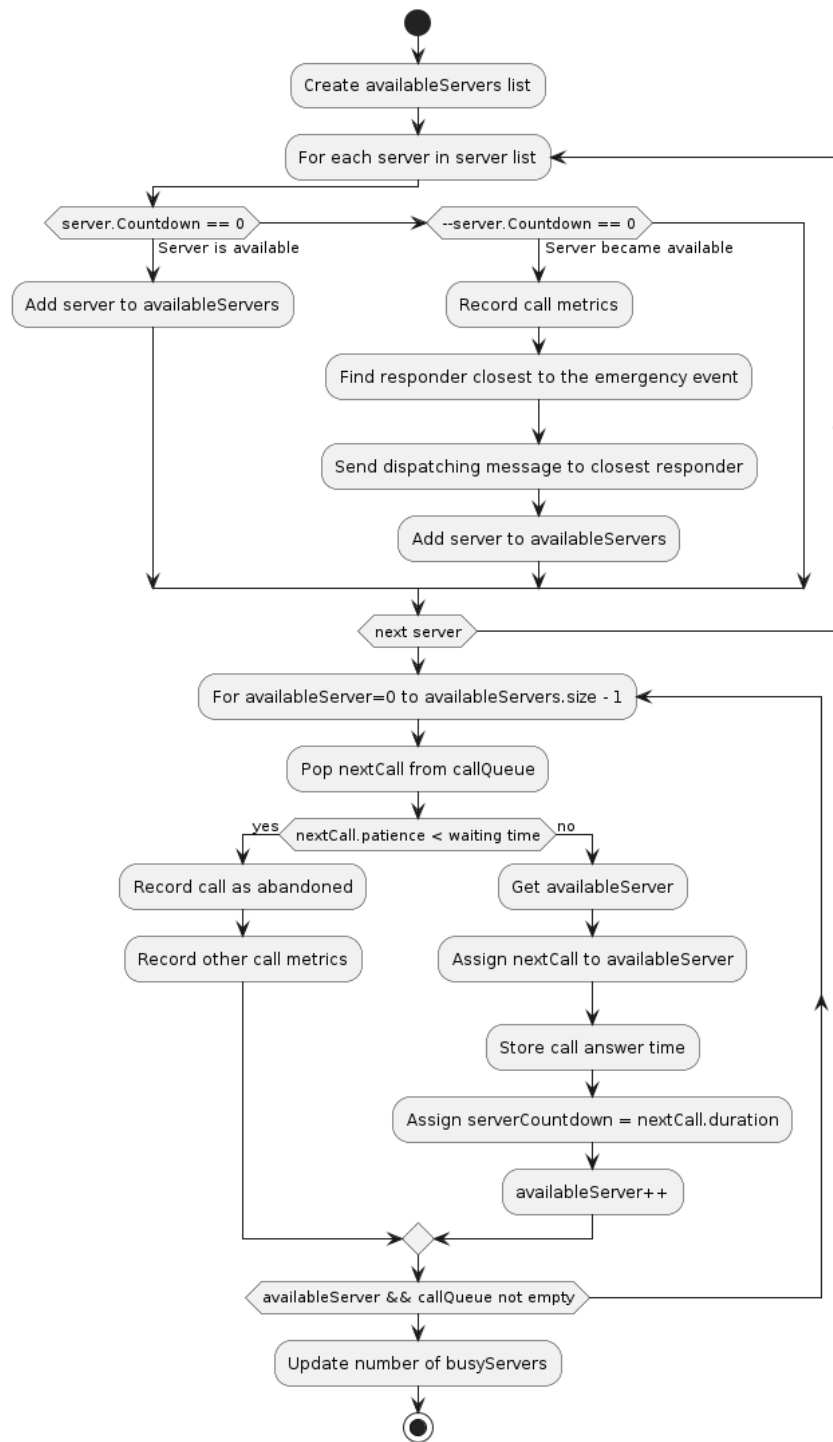 Create availableServers list
For each server in server list
server.Countdown == 0
--server.Countdown == 0
Server is available
Server became available
Add server to availableServers
Record call metrics
Find responder closest to the emergency event
Send dispatching message to closest responder
Add server to availableServers
next server
For availableServer=0 to availableServers.size - 1
Pop nextCall from callQueue
yes
nextCall.patience < waiting time
no
Record call as abandoned
Get availableServer
Record other call metrics
Assign nextCall to availableServer
Store call answer time
Assign serverCountdown = nextCall.duration
availableServer++
availableServer && callQueue not empty
Update number of busyServers